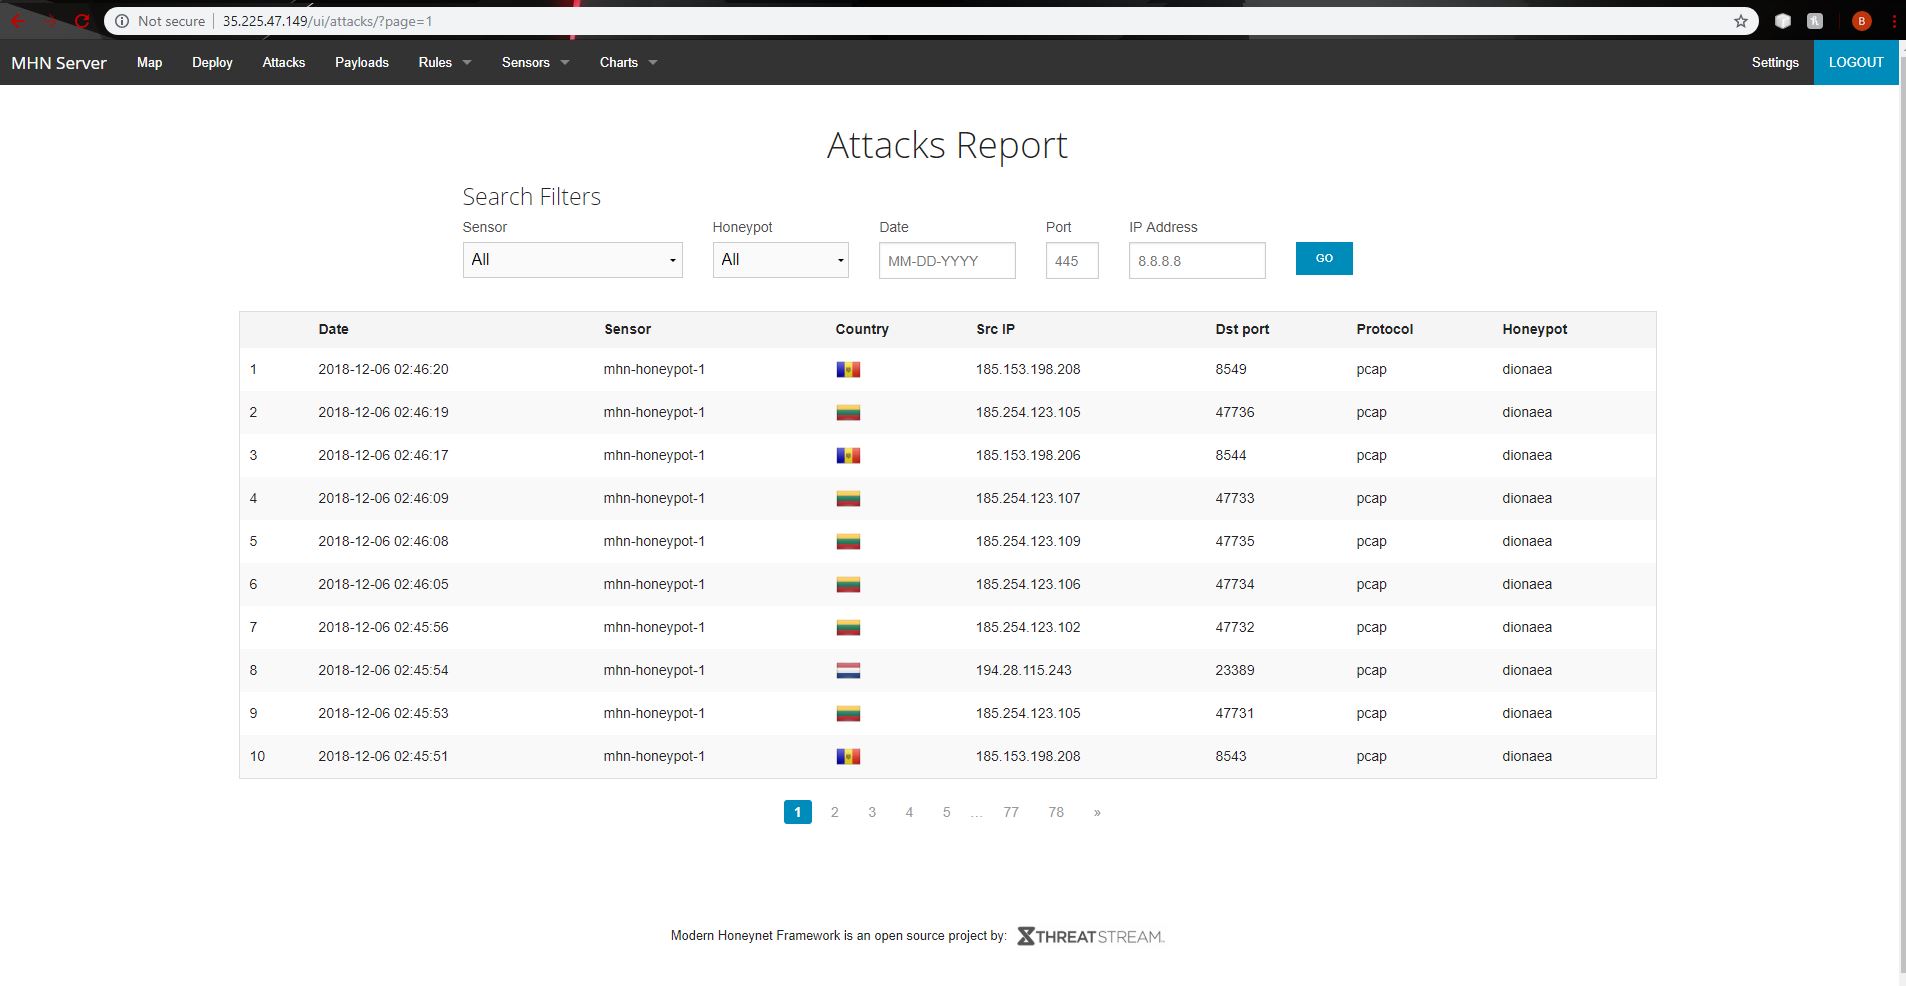 Not secure | 35.225.47.149/ui/attacks/?page=1
B
MHN Server Map Deploy Attacks Payloads Rules Sensors Charts Settings LOGOUT
Attacks Report
Search Filters
Sensor Honeypot Date Port IP Address
All All MM-DD-YYYY 445 8.8.8.8 GO
Date Sensor Country Src IP Dst port Protocol Honeypot
1 2018-12-06 02:46:20 mhn-honeypot-1 185.153.198.208 8549 pcap dionaea
2 2018-12-06 02:46:19 mhn-honeypot-1 185.254.123.105 47736 pcap dionaea
3 2018-12-06 02:46:17 mhn-honeypot-1 185.153.198.206 8544 pcap dionaea
4 2018-12-06 02:46:09 mhn-honeypot-1 185.254.123.107 47733 pcap dionaea
5 2018-12-06 02:46:08 mhn-honeypot-1 185.254.123.109 47735 pcap dionaea
6 2018-12-06 02:46:05 mhn-honeypot-1 185.254.123.106 47734 pcap dionaea
7 2018-12-06 02:45:56 mhn-honeypot-1 185.254.123.102 47732 pcap dionaea
8 2018-12-06 02:45:54 mhn-honeypot-1 194.28.115.243 23389 pcap dionaea
9 2018-12-06 02:45:53 mhn-honeypot-1 185.254.123.105 47731 pcap dionaea
10 2018-12-06 02:45:51 mhn-honeypot-1 185.153.198.208 8543 pcap dionaea
1 2 3 4 5 … 77 78 »
Modern Honeynet Framework is an open source project by: THREATSTREAM